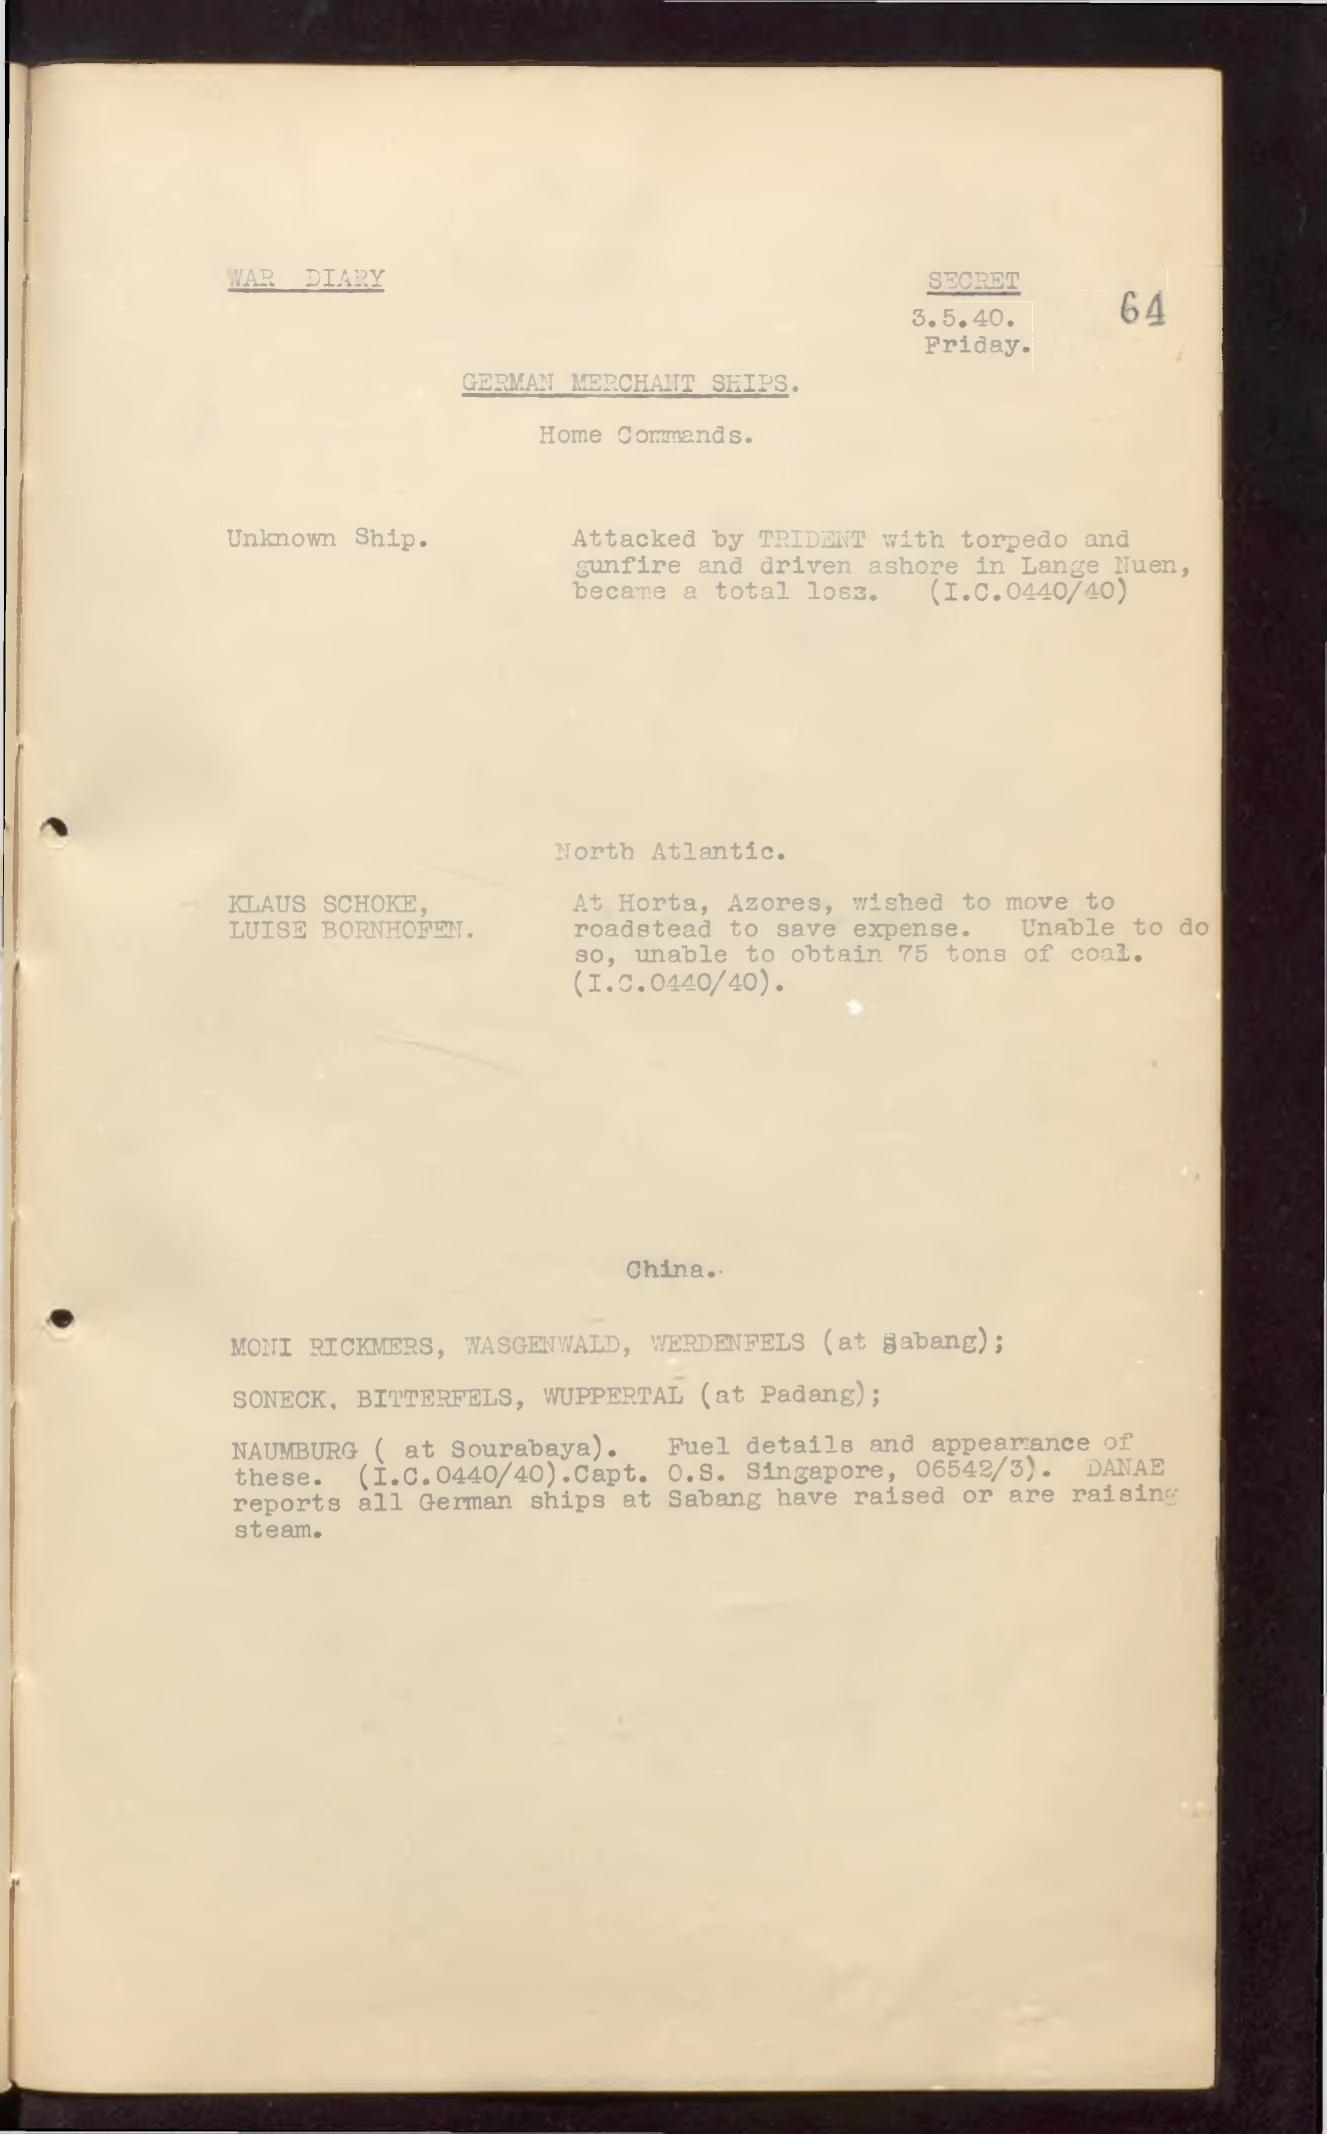 WAR DIARY
SECRET
3.5.40.
64
Friday.
GERMAN MERCHANT SHIPS.
Home Commands.
Unknown Ship.
Attacked by TRIDENT with torpedo and
gunfire and driven ashore in Lange Nuen,
became a total loss. (I.C.0440/40)
North Atlantic.
KLAUS SCHOKE,
LUISE BORNHOFEN.
At Horta, Azores, wished to move to
roadstead to save expense. Unable to do
so, unable to obtain 75 tons of coal.
(I.C.0440/40).
China.
MONI RICKMERS, WASGENWALD, WERDENFELS (at Sabang);
SONECK, BITTERFELS, WUPPERTAL (at Padang);
NAUMBURG ( at Sourabaya). Fuel details and appearance of
these. (I.C.0440/40).Capt. O.S. Singapore, 06542/3). DANAE
reports all German ships at Sabang have raised or are raising
steam.